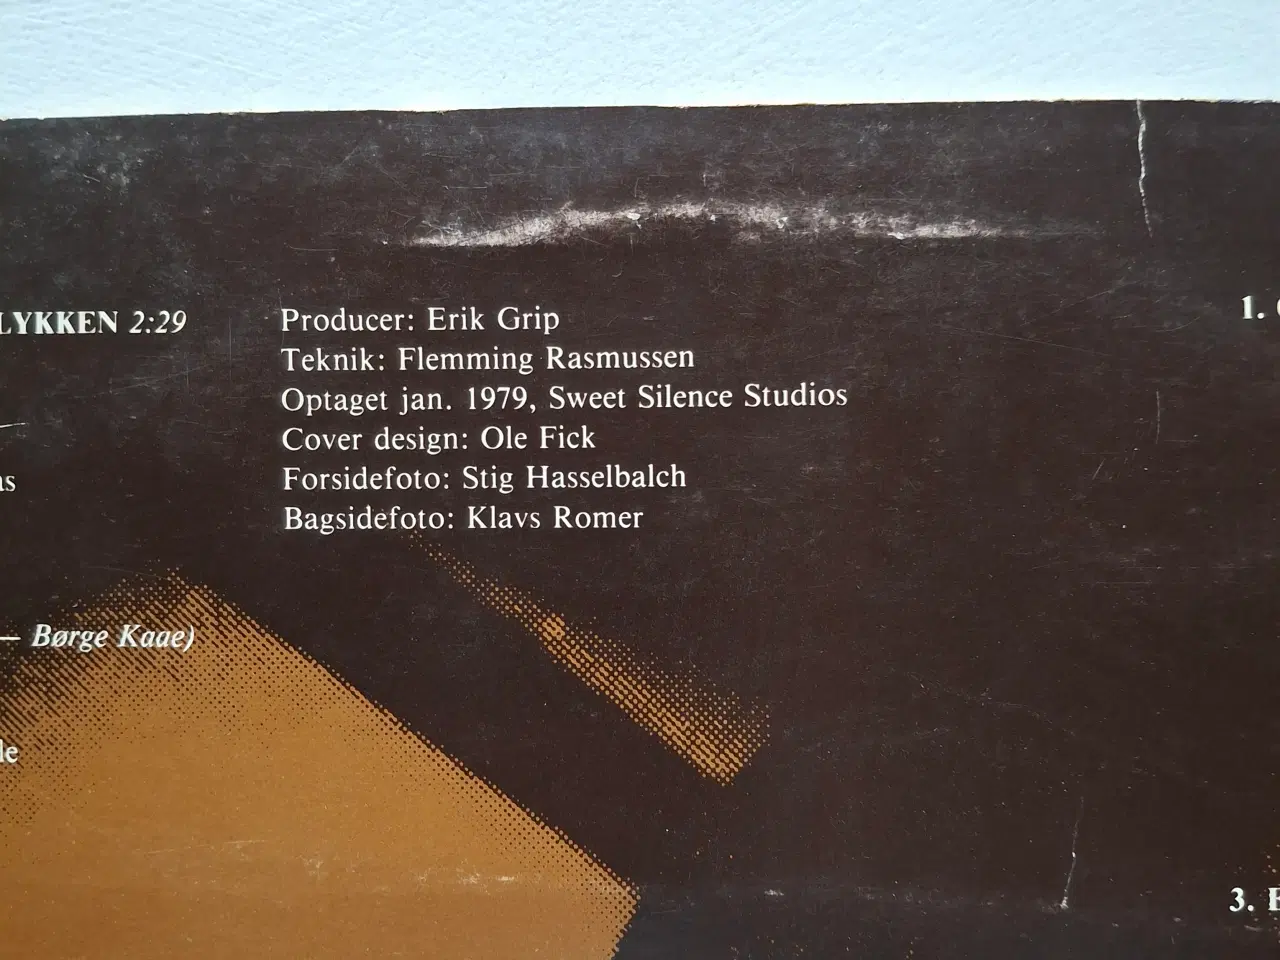 LYKKEN 2:29
Producer: Erik Grip
Teknik: Flemming Rasmussen
Optaget jan. 1979, Sweet Silence Studios
Cover design: Ole Fick
Forsidefoto: Stig Hasselbalch
Bagsidefoto: Klavs Romer
— Børge Kaae)
1.
3.